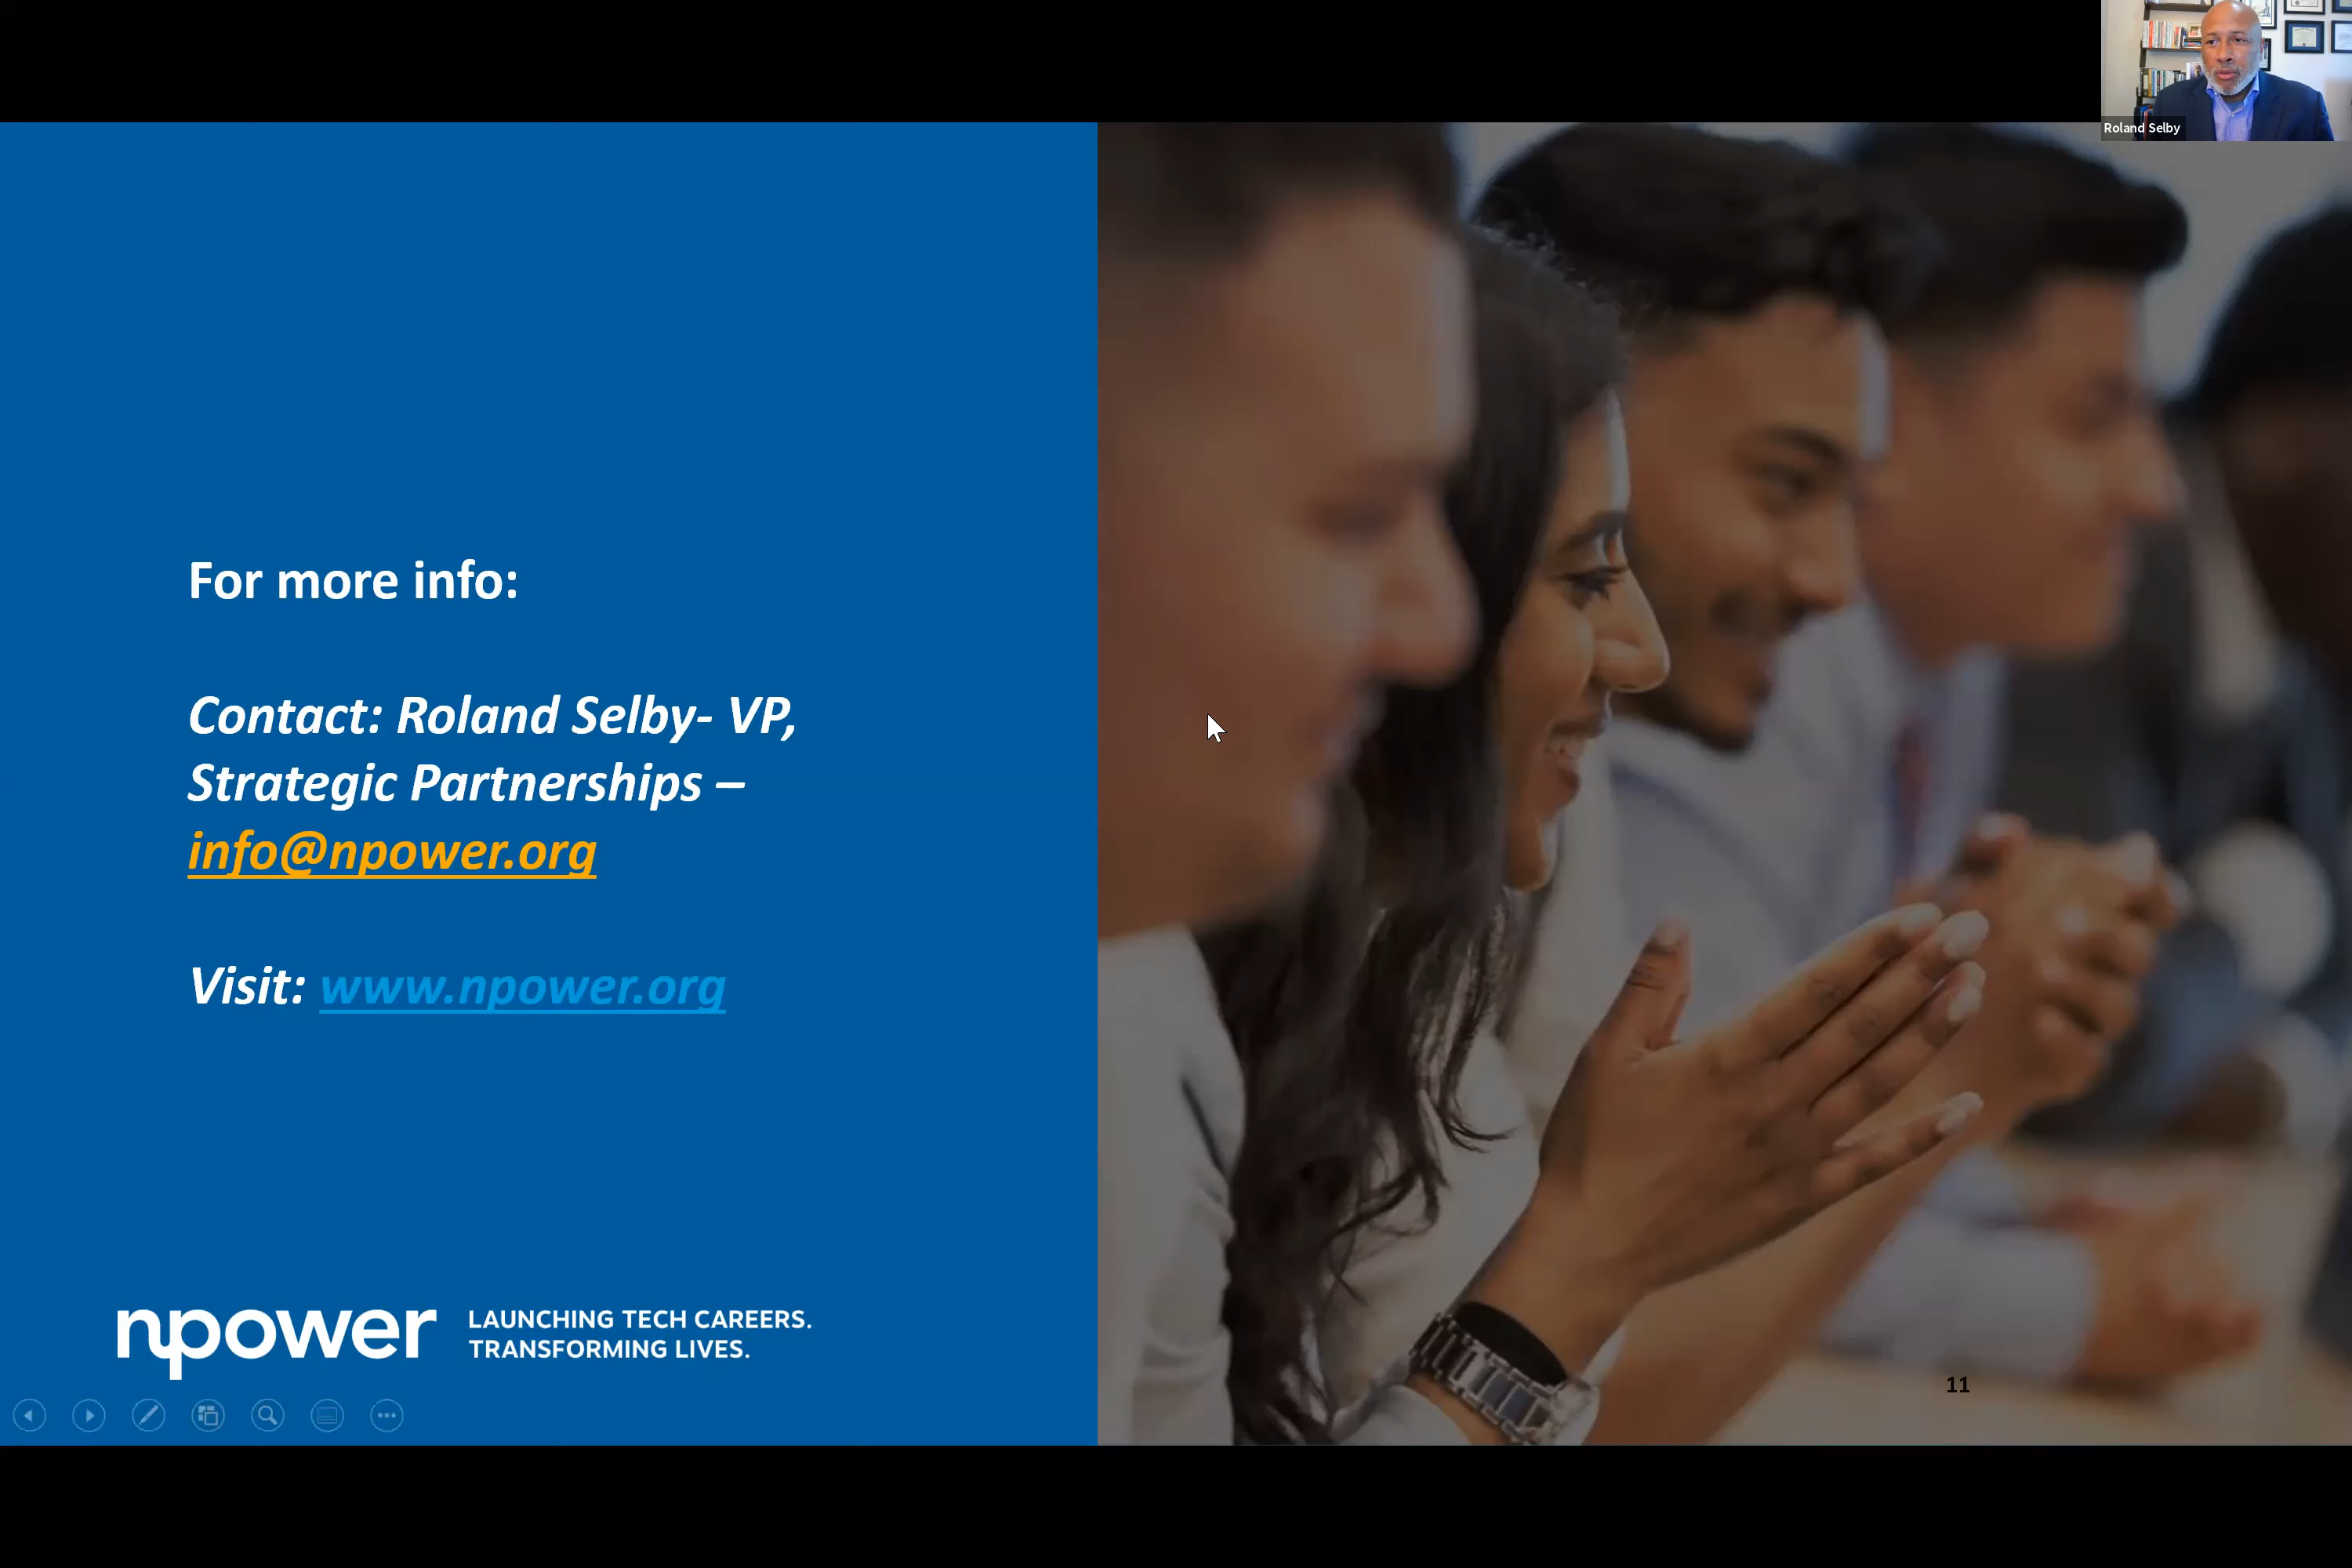 Roland Selby
For more info:
Contact: Roland Selby- VP,
Strategic Partnerships –
info@npower.org
Visit: www.npower.org
npower
LAUNCHING TECH CAREERS.
TRANSFORMING LIVES.
11